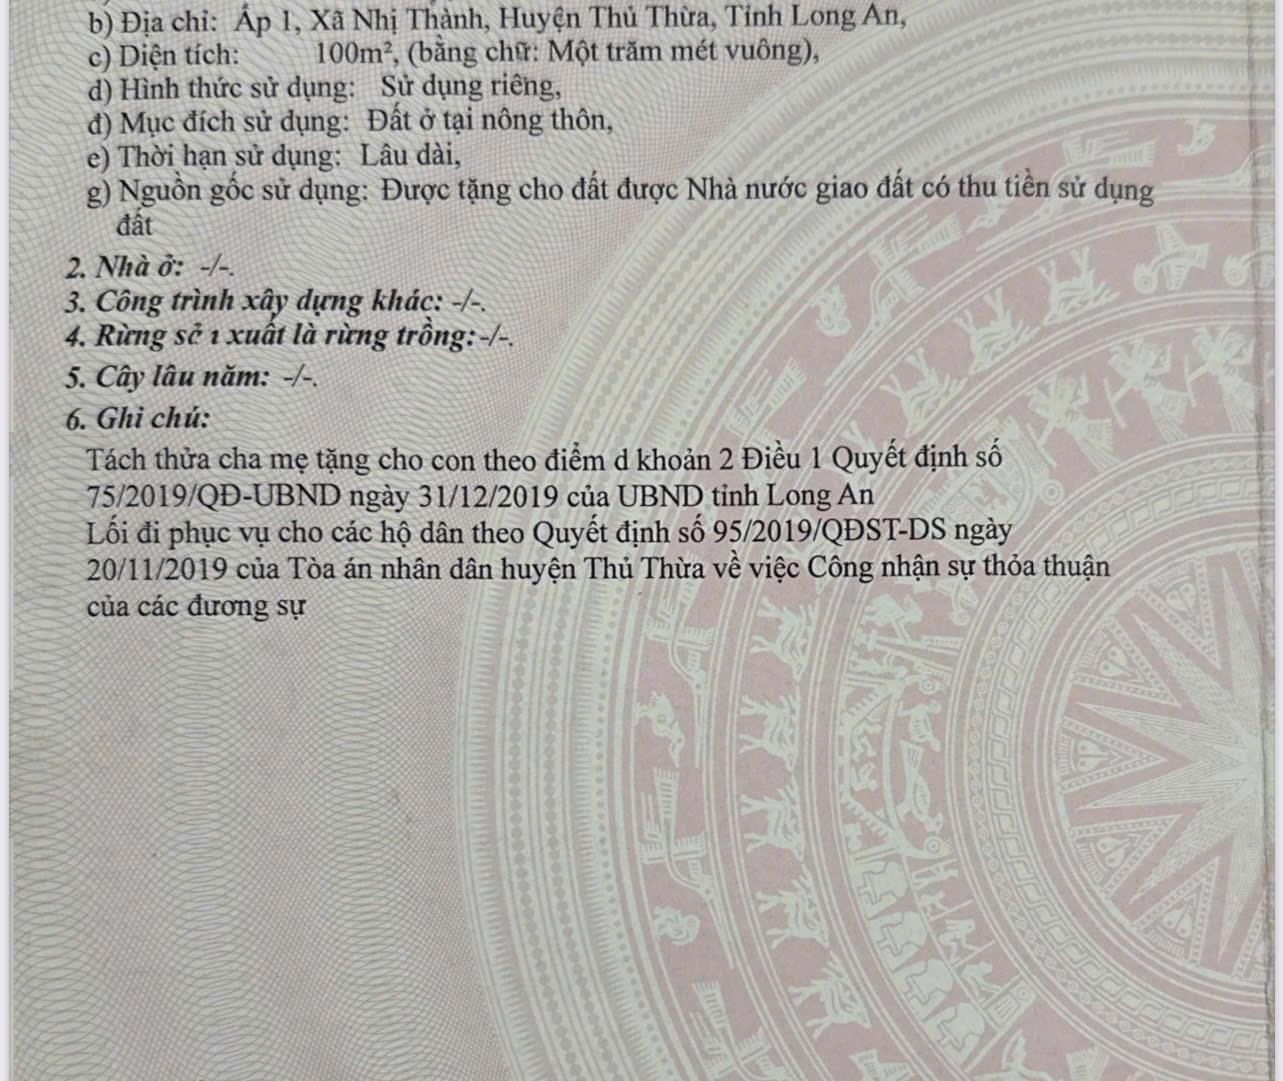 b) Địa chỉ: Ấp 1, Xã Nhị Thành, Huyện Thủ Thừa, Tỉnh Long An,
c) Diện tích: 100m², (bằng chữ: Một trăm mét vuông),
d) Hình thức sử dụng: Sử dụng riêng,
đ) Mục đích sử dụng: Đất ở tại nông thôn,
e) Thời hạn sử dụng: Lâu dài,
g) Nguồn gốc sử dụng: Được tặng cho đất được Nhà nước giao đất có thu tiền sử dụng
đất
2. Nhà ở: -/-.
3. Công trình xây dựng khác: -/-.
4. Rừng sả 1 xuất là rừng trồng: -/-.
5. Cây lâu năm: -/-.
6. Ghi chú:
Tách thửa cha mẹ tặng cho con theo điểm d khoản 2 Điều 1 Quyết định số
75/2019/QĐ-UBND ngày 31/12/2019 của UBND tỉnh Long An
Lối đi phục vụ cho các hộ dân theo Quyết định số 95/2019/QĐST-DS ngày
20/11/2019 của Tòa án nhân dân huyện Thủ Thừa về việc Công nhận sự thỏa thuận
của các đương sự